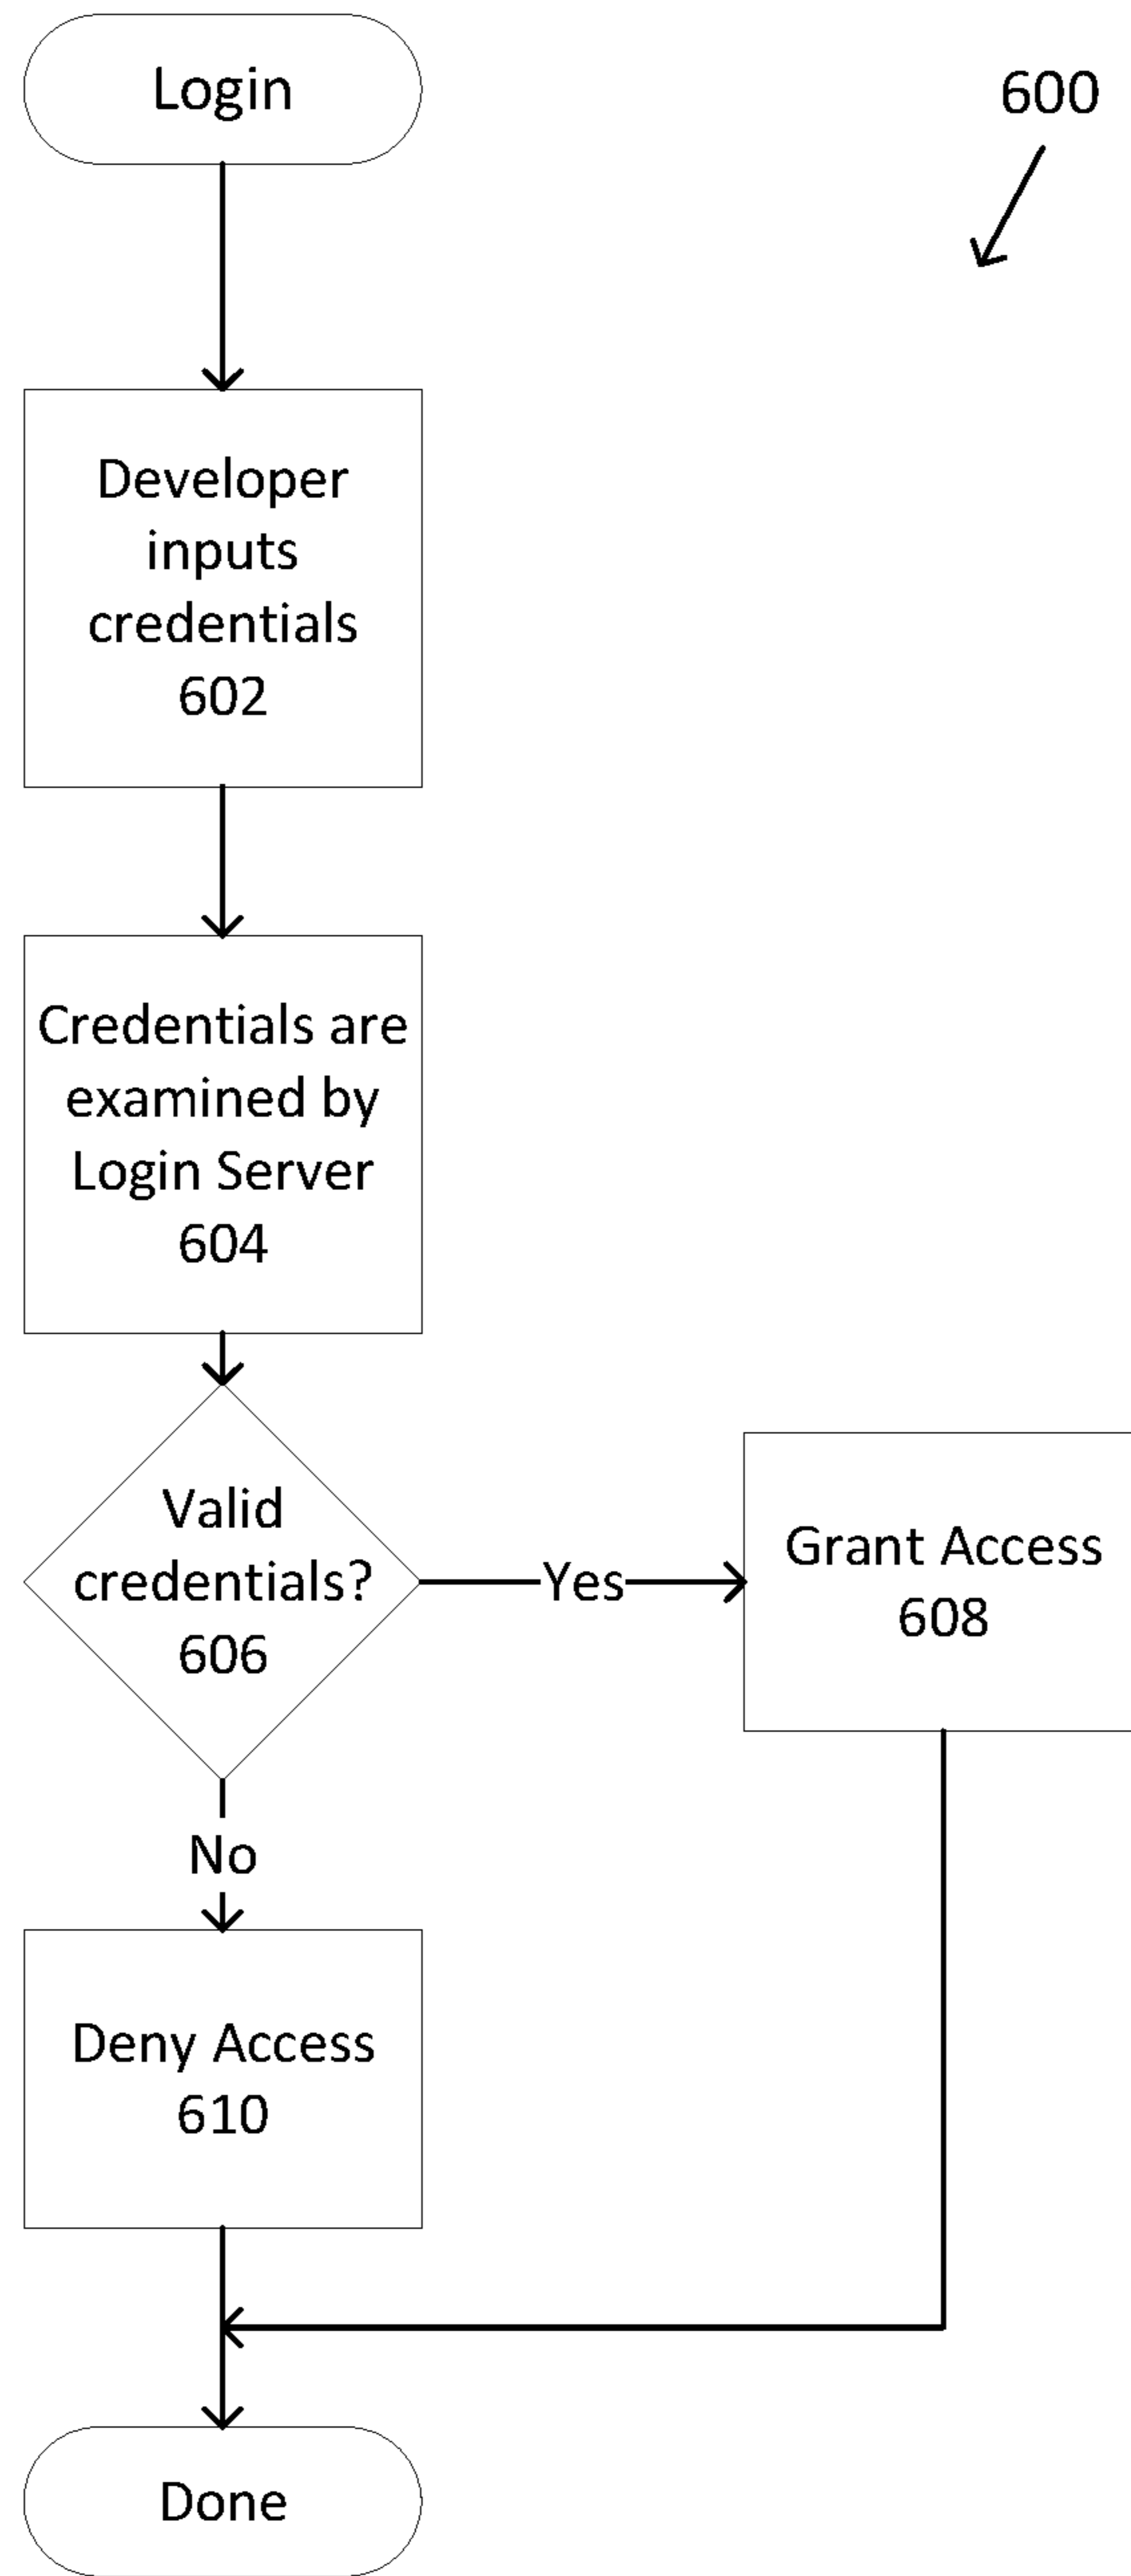 Login
600
Developer
inputs
credentials
602
Credentials are
examined by
Login Server
604
Valid
credentials?
606
Yes
Grant Access
608
No
Deny Access
610
Done